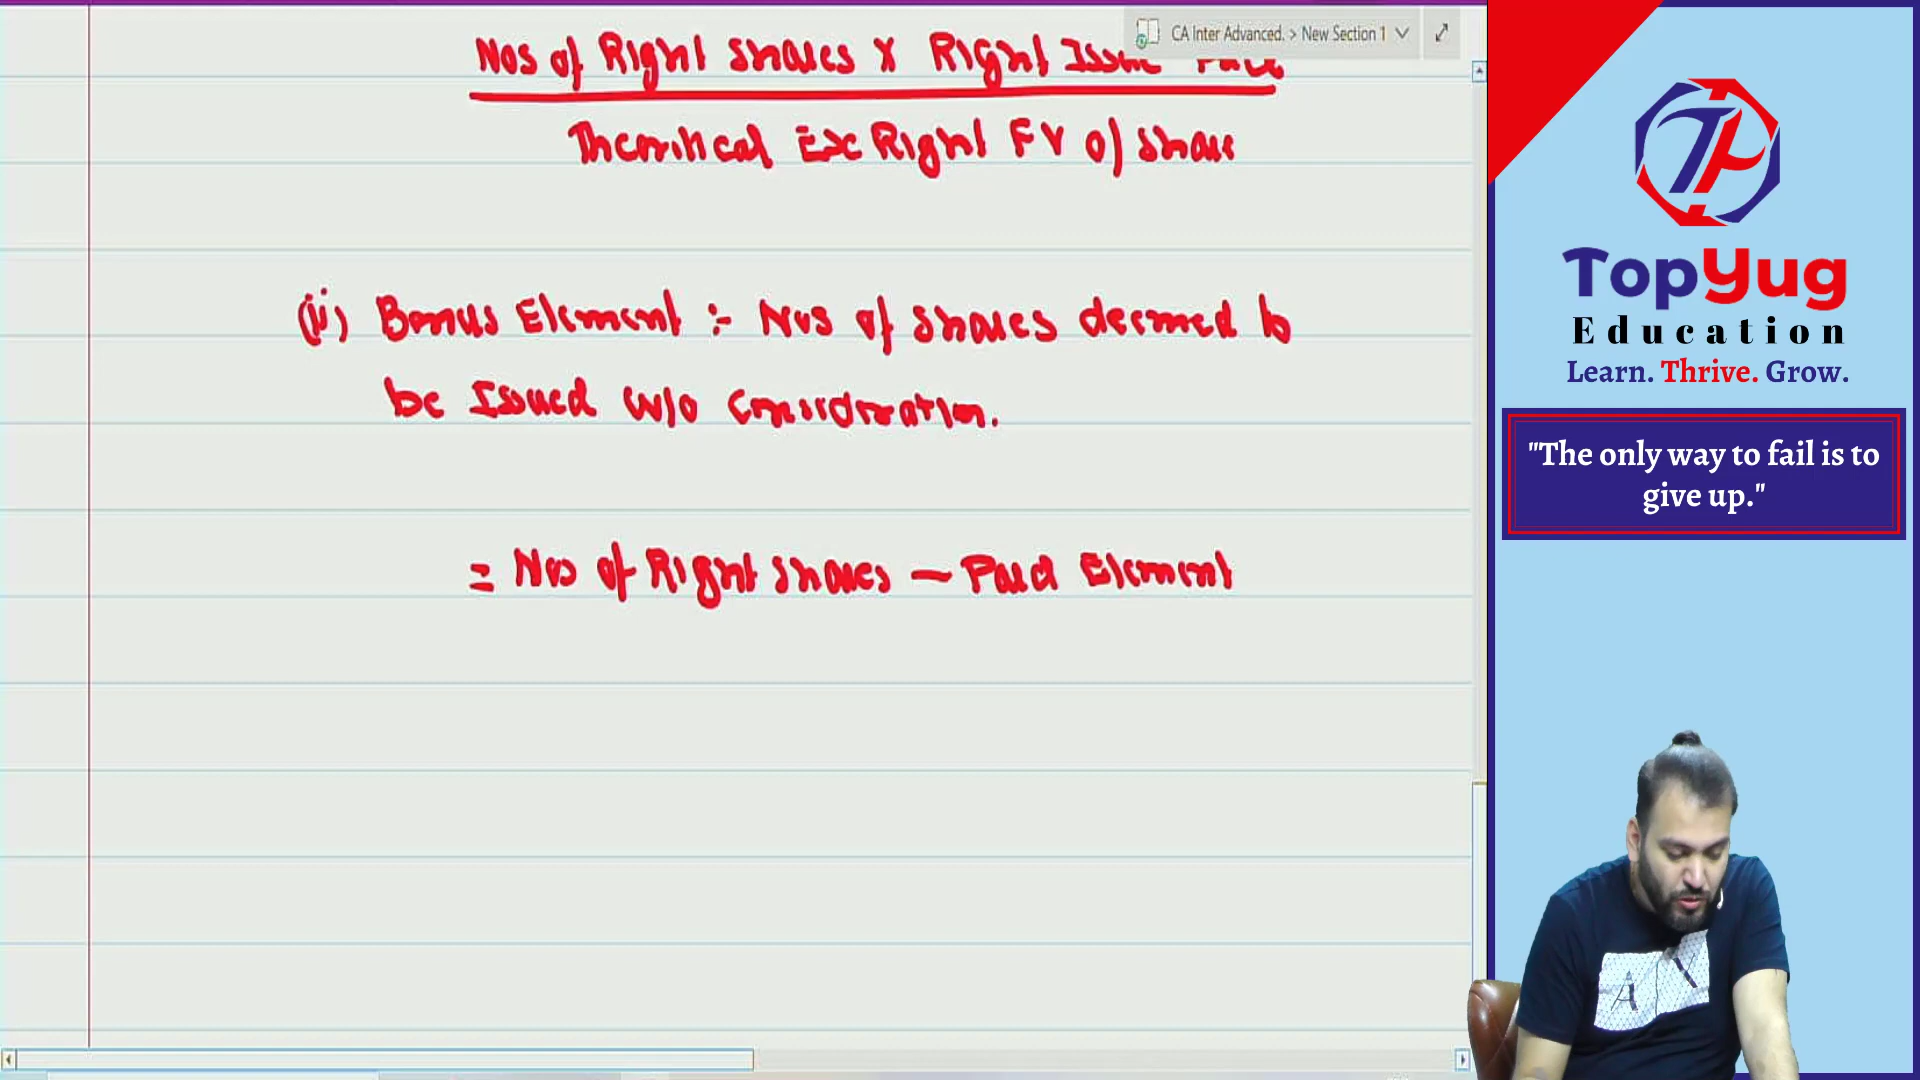 CA Inter Advanced. > New Section 1
Nos of Right Shares X Right Issue Price
Theoritical Ex Right FV of Share
(ii) Bonus Element :- Nos of Shares deemed to
be Issued w/o Consideration.
= Nos of Right Shares – Paid Element
TopYug
Education
Learn. Thrive. Grow.
"The only way to fail is to
give up."
A